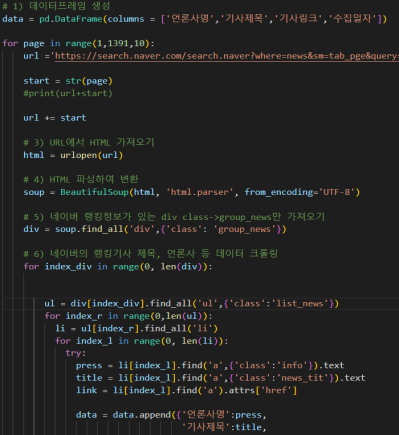 # 1) 데이터프레임 생성
data = pd.DataFrame(columns = ['언론사명','기사제목','기사링크','수집일자'])
for page in range(1,1391,10):
url ='https://search.naver.com/search.naver?where=news&sm=tab_pge&query=
start = str(page)
#print(url+start)
url += start
# 3) URL에서 HTML 가져오기
html = urlopen(url)
# 4) HTML 파싱하여 변환
soup = BeautifulSoup(html, 'html.parser', from_encoding='UTF-8')
# 5) 네이버 랭킹정보가 있는 div class->group_news만 가져오기
div = soup.find_all('div',{'class': 'group_news'})
# 6) 네이버의 랭킹기사 제목, 언론사 등 데이터 크롤링
for index_div in range(0, len(div)):
ul = div[index_div].find_all('ul',{'class':'list_news'})
for index_r in range(0,len(ul)):
li = ul[index_r].find_all('li')
for index_l in range(0, len(li)):
try:
press = li[index_l].find('a',{'class':'info'}).text
title = li[index_l].find('a',{'class':'news_tit'}).text
link = li[index_l].find('a').attrs['href']
data = data.append({'언론사명':press,
'기사제목':title,